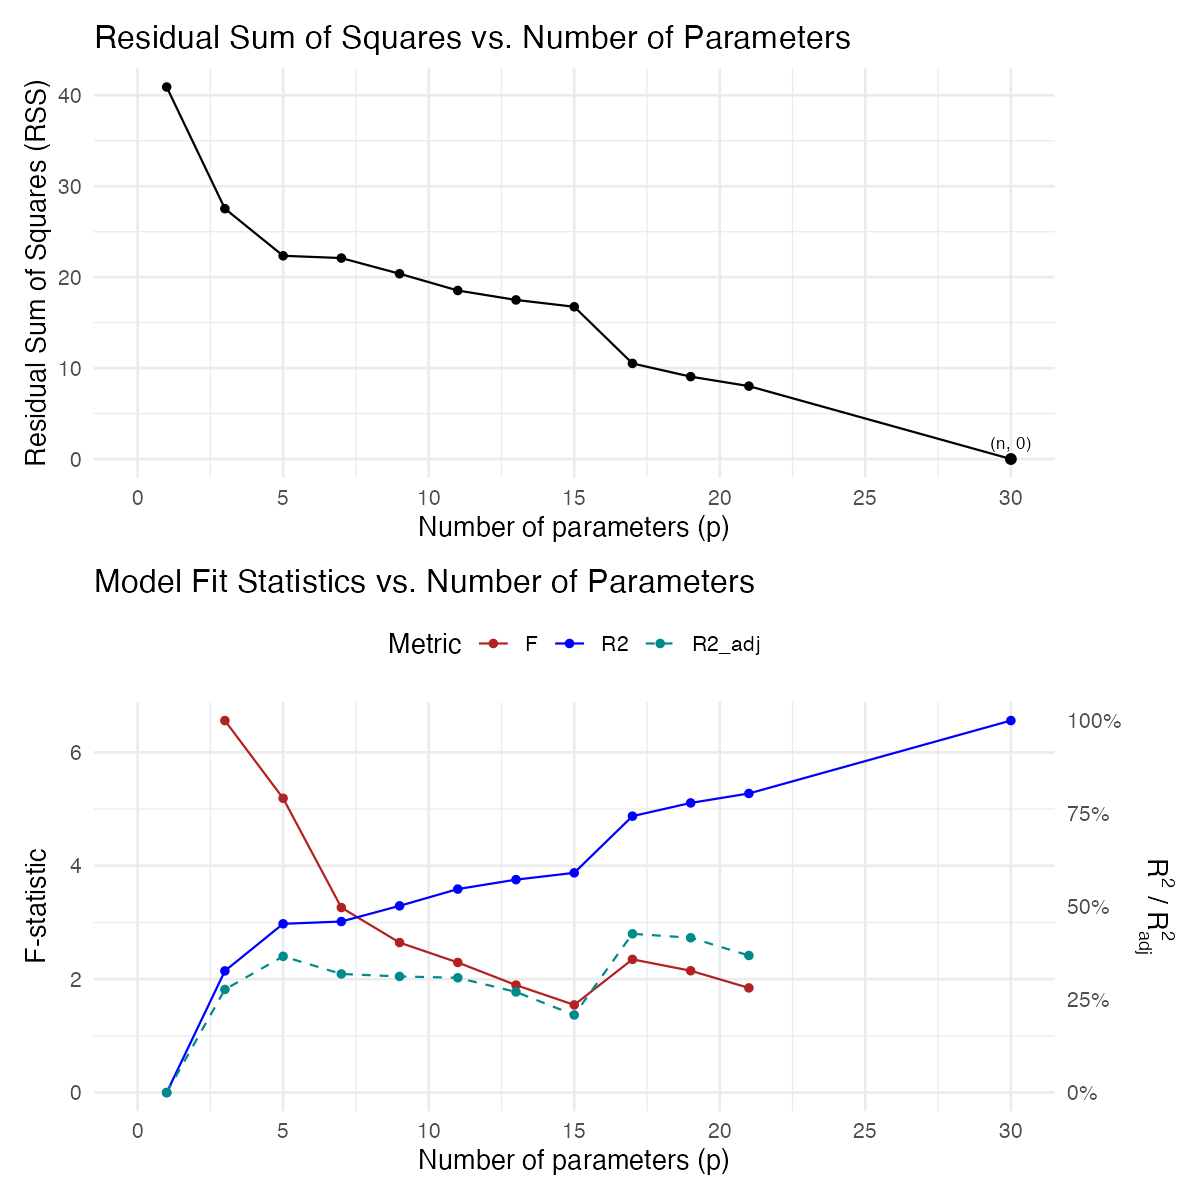 Residual Sum of Squares vs. Number of Parameters
Residual Sum of Squares (RSS)
40
30
20
10
0
(n, 0)
0 5 10 15 20 25 30
Number of parameters (p)
Model Fit Statistics vs. Number of Parameters
Metric F R2 R2_adj
F-statistic
6
4
2
0
100%
75%
50%
25%
0%
R² / R²adj
0 5 10 15 20 25 30
Number of parameters (p)